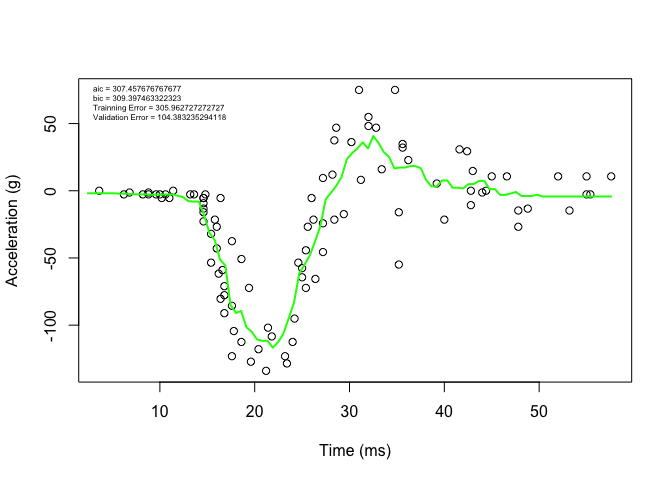 aic = 307.457676767677
bic = 309.397463322323
Trainning Error = 305.962727272727
Validation Error = 104.383235294118
Acceleration (g)
50
0
-50
-100
10 20 30 40 50
Time (ms)